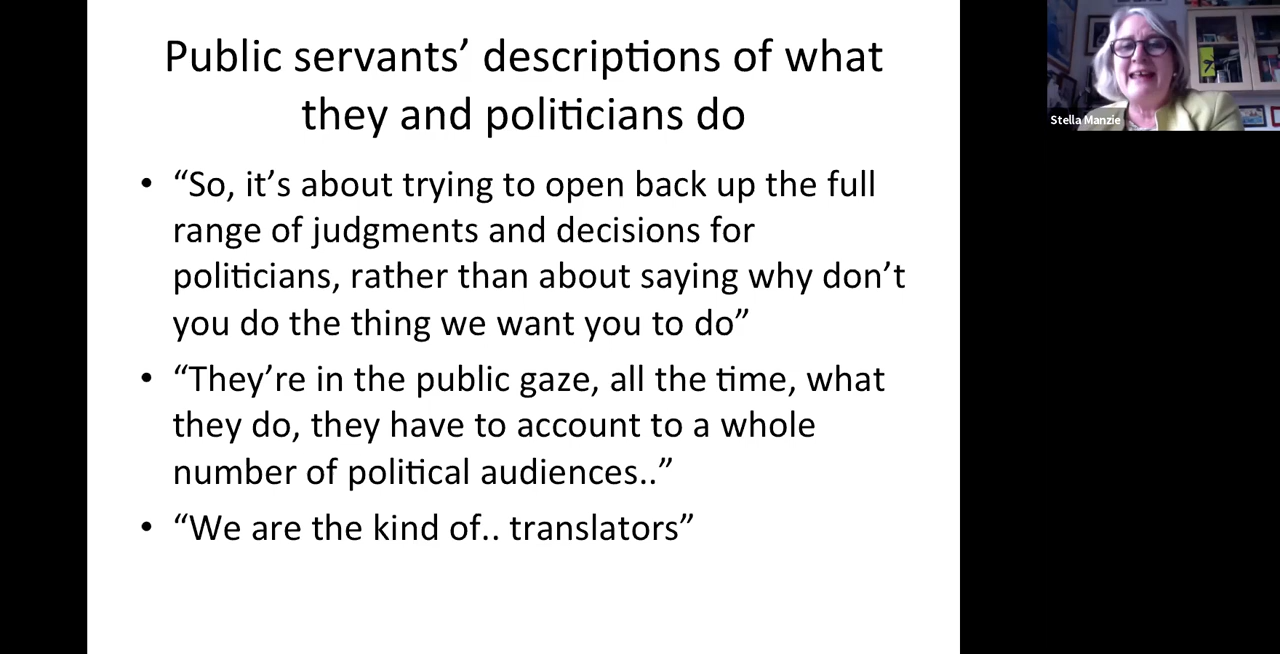 Public servants’ descriptions of what
they and politicians do
• “So, it’s about trying to open back up the full
range of judgments and decisions for
politicians, rather than about saying why don’t
you do the thing we want you to do”
• “They’re in the public gaze, all the time, what
they do, they have to account to a whole
number of political audiences..”
• “We are the kind of.. translators”
Stella Manzie